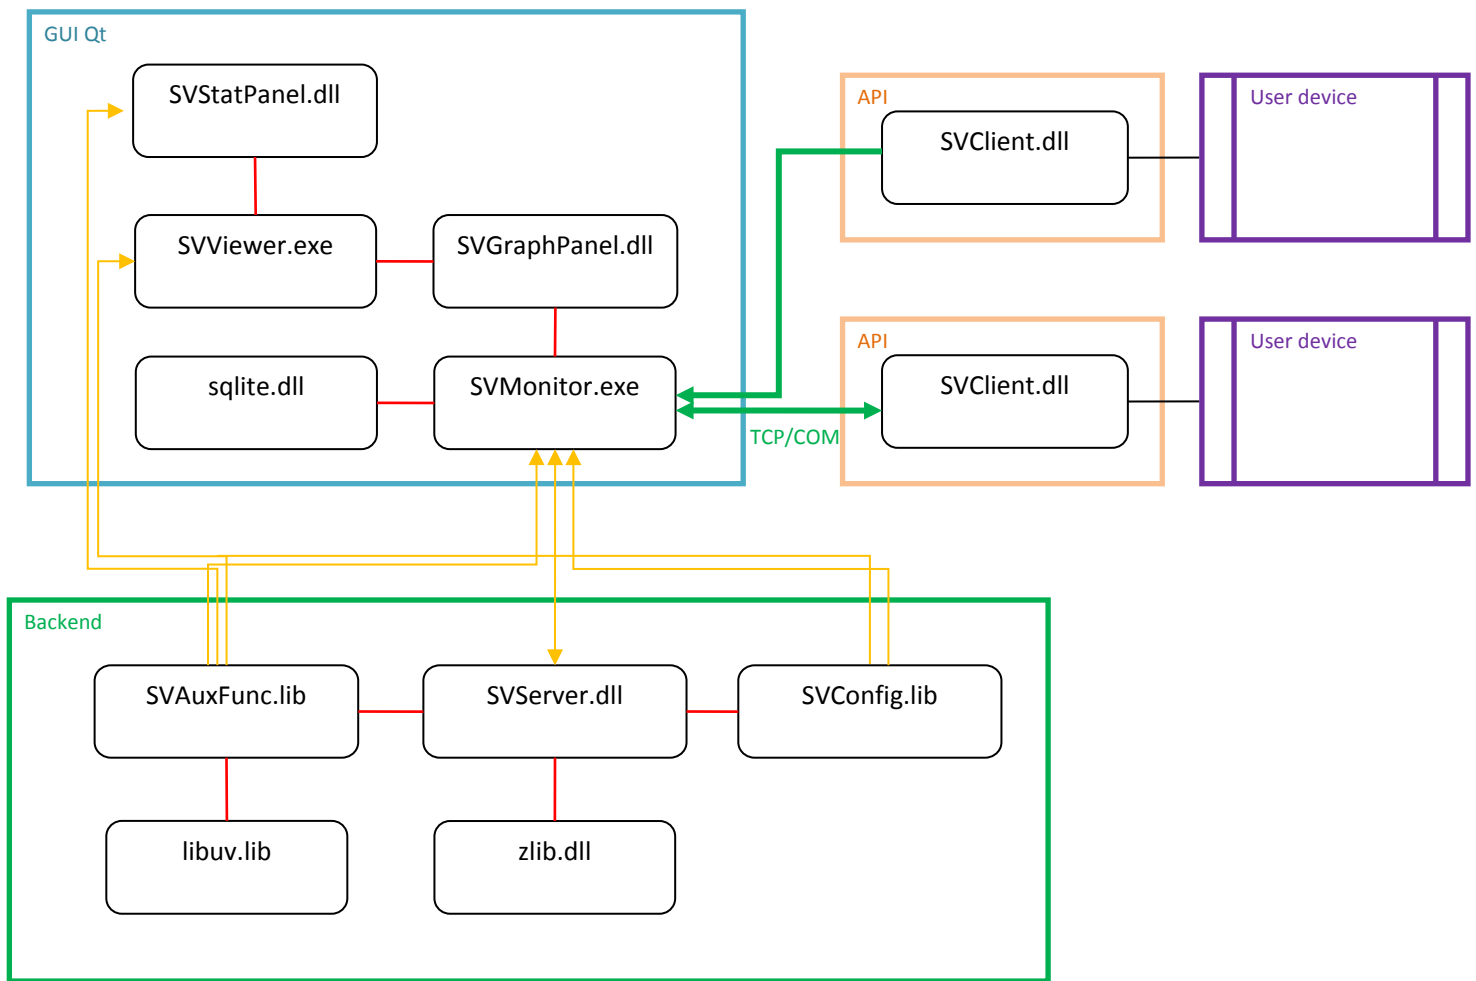 GUI Qt
SVStatPanel.dll
SVViewer.exe
SVGraphPanel.dll
sqlite.dll
SVMonitor.exe
API
SVClient.dll
User device
API
SVClient.dll
User device
TCP/COM
Backend
SVAuxFunc.lib
SVServer.dll
SVConfig.lib
libuv.lib
zlib.dll